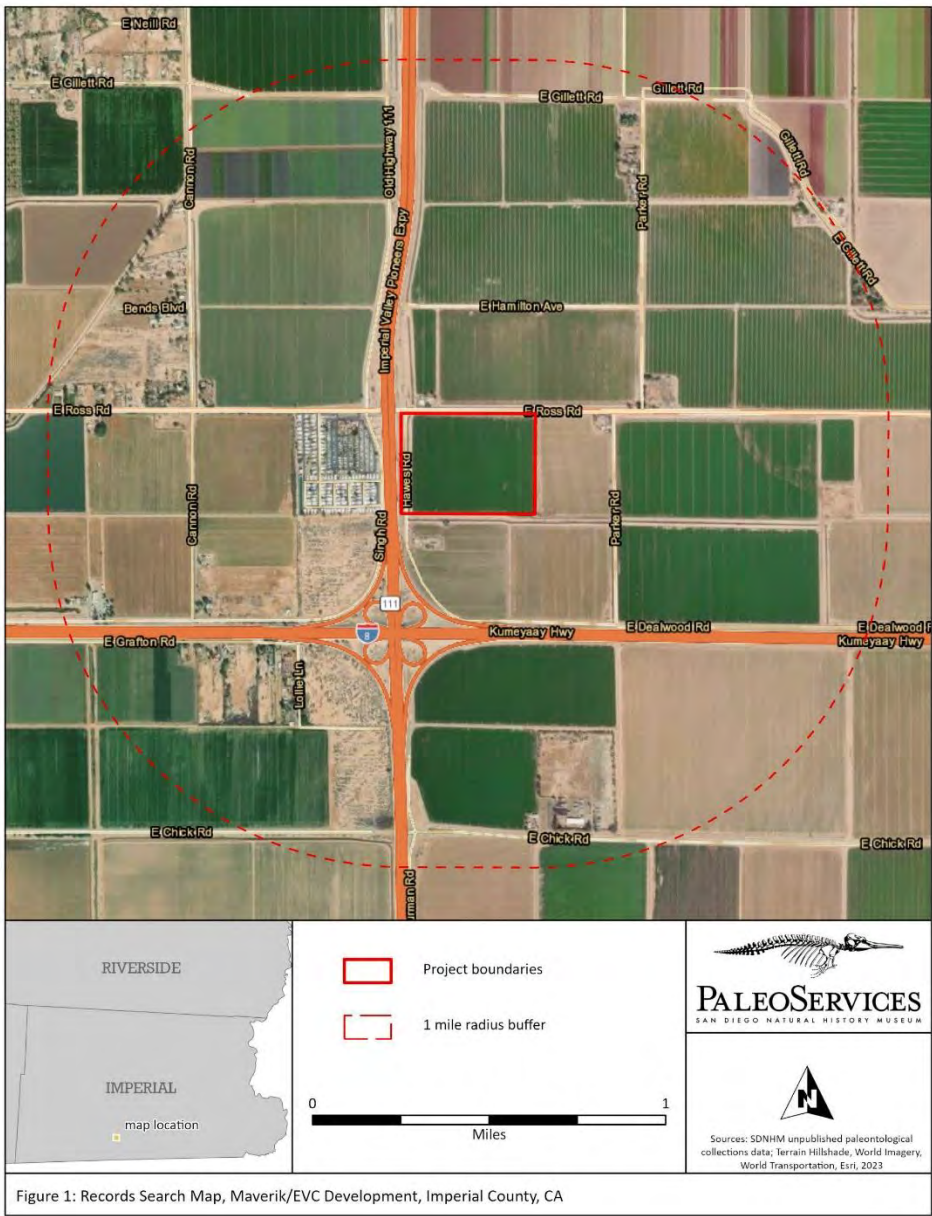 E Neill Rd
E Gillett Rd
Old Highway 111
E Gillett Rd
Gillett Rd
Gillett Rd
Cannon Rd
Parker Rd
E Gillett Rd
Imperial Valley Pioneers Expy
Bends Blvd
E Hamilton Ave
E Ross Rd
E Ross Rd
Hawes Rd
Cannon Rd
Singh Rd
Parker Rd
111
8
E Grafton Rd
Kumeyaay Hwy
E Dealwood Rd
E Dealwood R
Kumeyaay Hwy
Lollie Ln
E Chick Rd
E Chick Rd
E Chick Rd
urman Rd
RIVERSIDE
IMPERIAL
map location
Project boundaries
1 mile radius buffer
0 1
Miles
PALEOSERVICES
SAN DIEGO NATURAL HISTORY MUSEUM
N
Sources: SDNHM unpublished paleontological
collections data; Terrain Hillshade, World Imagery,
World Transportation, Esri, 2023
Figure 1: Records Search Map, Maverik/EVC Development, Imperial County, CA